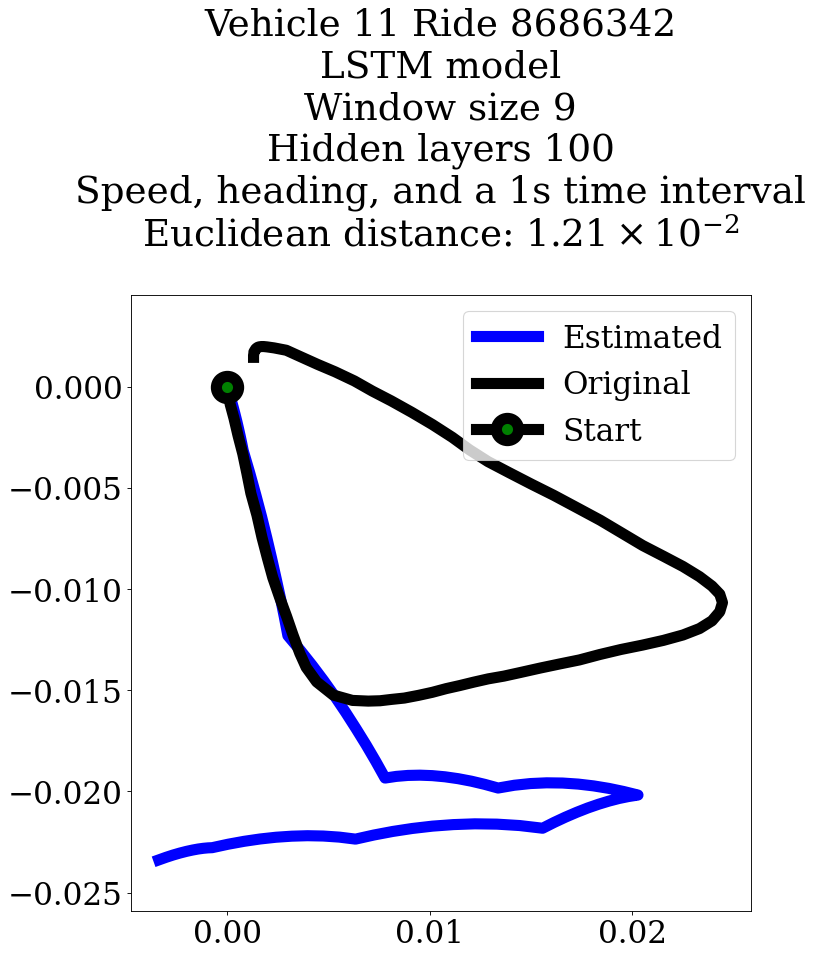 Vehicle 11 Ride 8686342
LSTM model
Window size 9
Hidden layers 100
Speed, heading, and a 1s time interval
Euclidean distance: 1.21 × 10⁻²
Estimated
Original
Start
0.000
−0.005
−0.010
−0.015
−0.020
−0.025
0.00 0.01 0.02